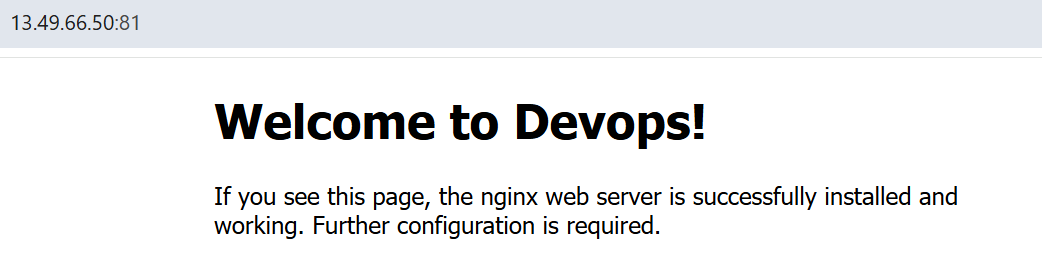 13.49.66.50:81
Welcome to Devops!
If you see this page, the nginx web server is successfully installed and
working. Further configuration is required.